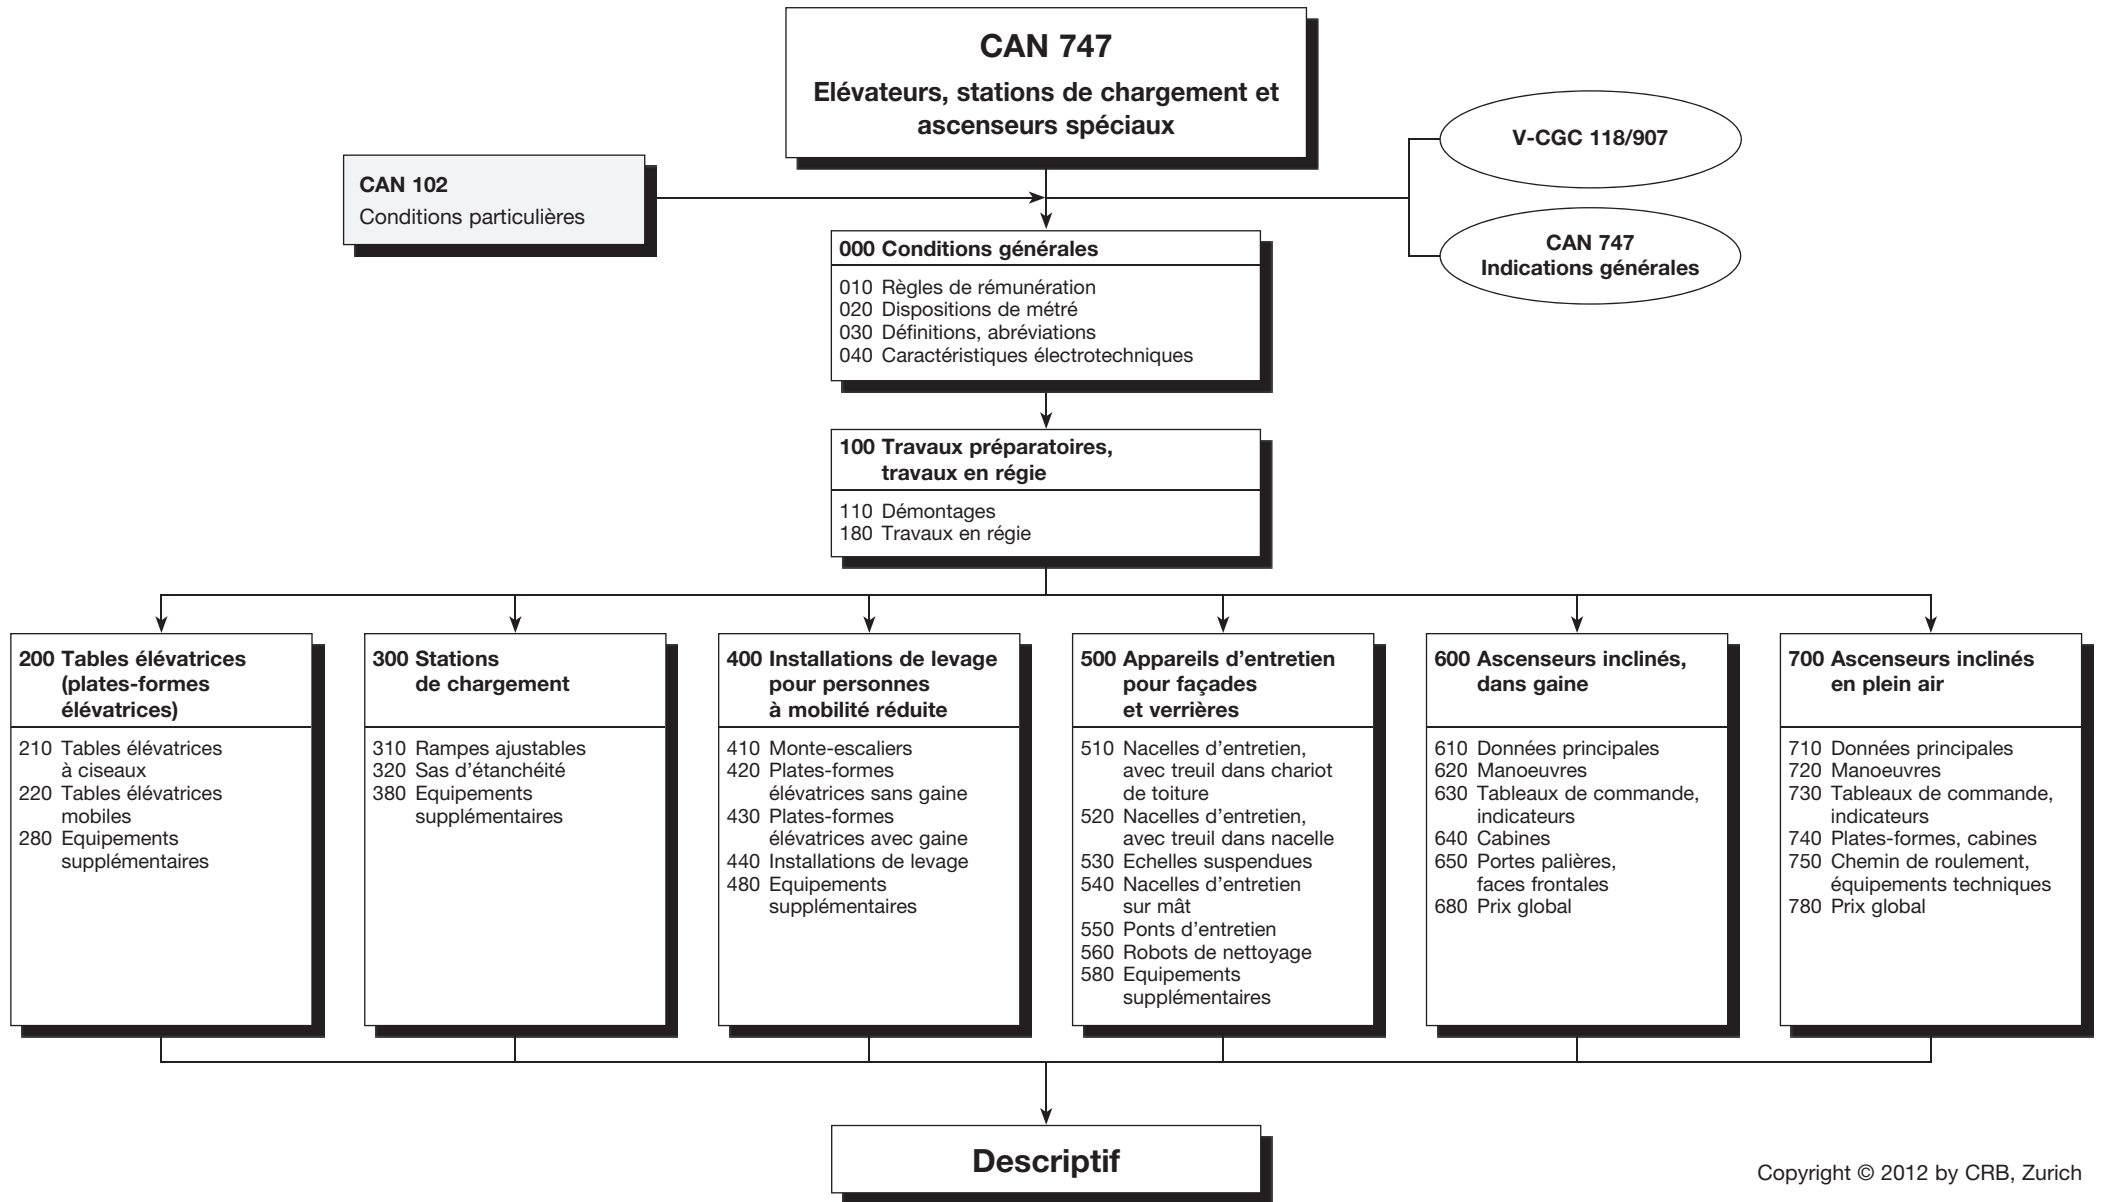 CAN 747
Elévateurs, stations de chargement et
ascenseurs spéciaux
V-CGC 118/907
CAN 102
Conditions particulières
CAN 747
Indications générales
000 Conditions générales
010 Règles de rémunération
020 Dispositions de métré
030 Définitions, abréviations
040 Caractéristiques électrotechniques
100 Travaux préparatoires,
travaux en régie
110 Démontages
180 Travaux en régie
200 Tables élévatrices
(plates-formes
élévatrices)
210 Tables élévatrices
à ciseaux
220 Tables élévatrices
mobiles
280 Equipements
supplémentaires
300 Stations
de chargement
310 Rampes ajustables
320 Sas d'étanchéité
380 Equipements
supplémentaires
400 Installations de levage
pour personnes
à mobilité réduite
410 Monte-escaliers
420 Plates-formes
élévatrices sans gaine
430 Plates-formes
élévatrices avec gaine
440 Installations de levage
480 Equipements
supplémentaires
500 Appareils d'entretien
pour façades
et verrières
510 Nacelles d'entretien,
avec treuil dans chariot
de toiture
520 Nacelles d'entretien,
avec treuil dans nacelle
530 Echelles suspendues
540 Nacelles d'entretien
sur mât
550 Ponts d'entretien
560 Robots de nettoyage
580 Equipements
supplémentaires
600 Ascenseurs inclinés,
dans gaine
610 Données principales
620 Manoeuvres
630 Tableaux de commande,
indicateurs
640 Cabines
650 Portes palières,
faces frontales
680 Prix global
700 Ascenseurs inclinés
en plein air
710 Données principales
720 Manoeuvres
730 Tableaux de commande,
indicateurs
740 Plates-formes, cabines
750 Chemin de roulement,
équipements techniques
780 Prix global
Descriptif
Copyright © 2012 by CRB, Zurich